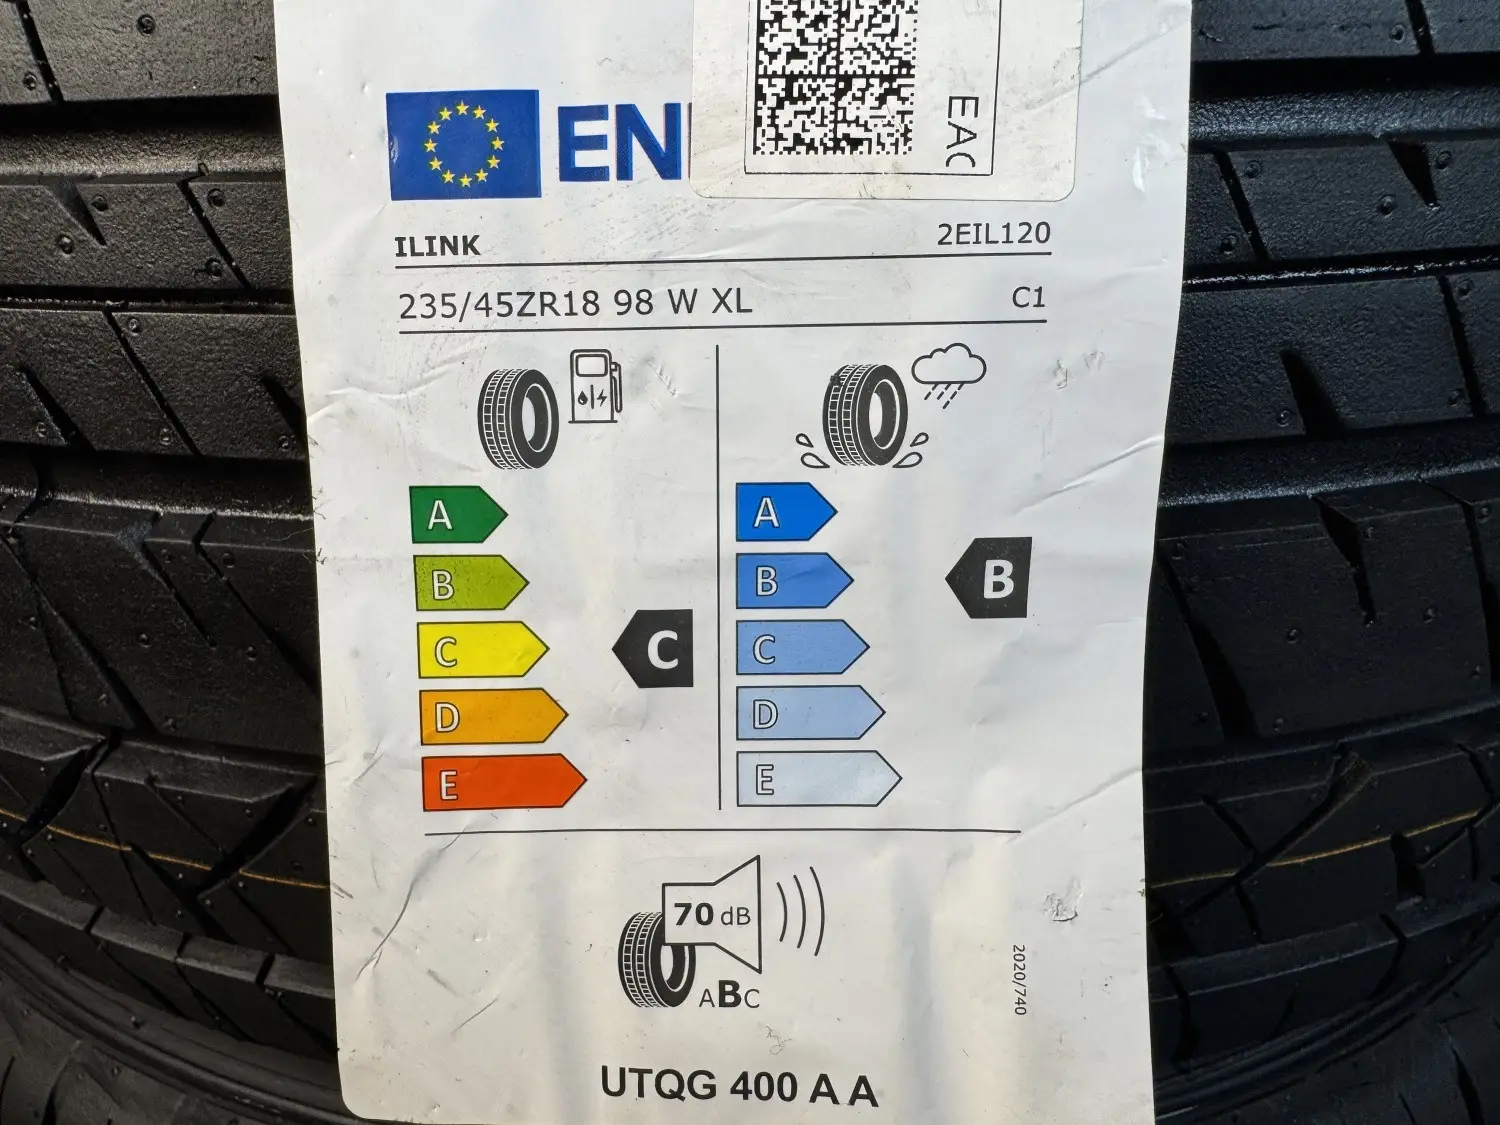 EN
EAC
ILINK 2EIL120
235/45ZR18 98 W XL C1
A A
B B B
C C C
D D
E E
70 dB
ABC
2020/740
UTQG 400 A A